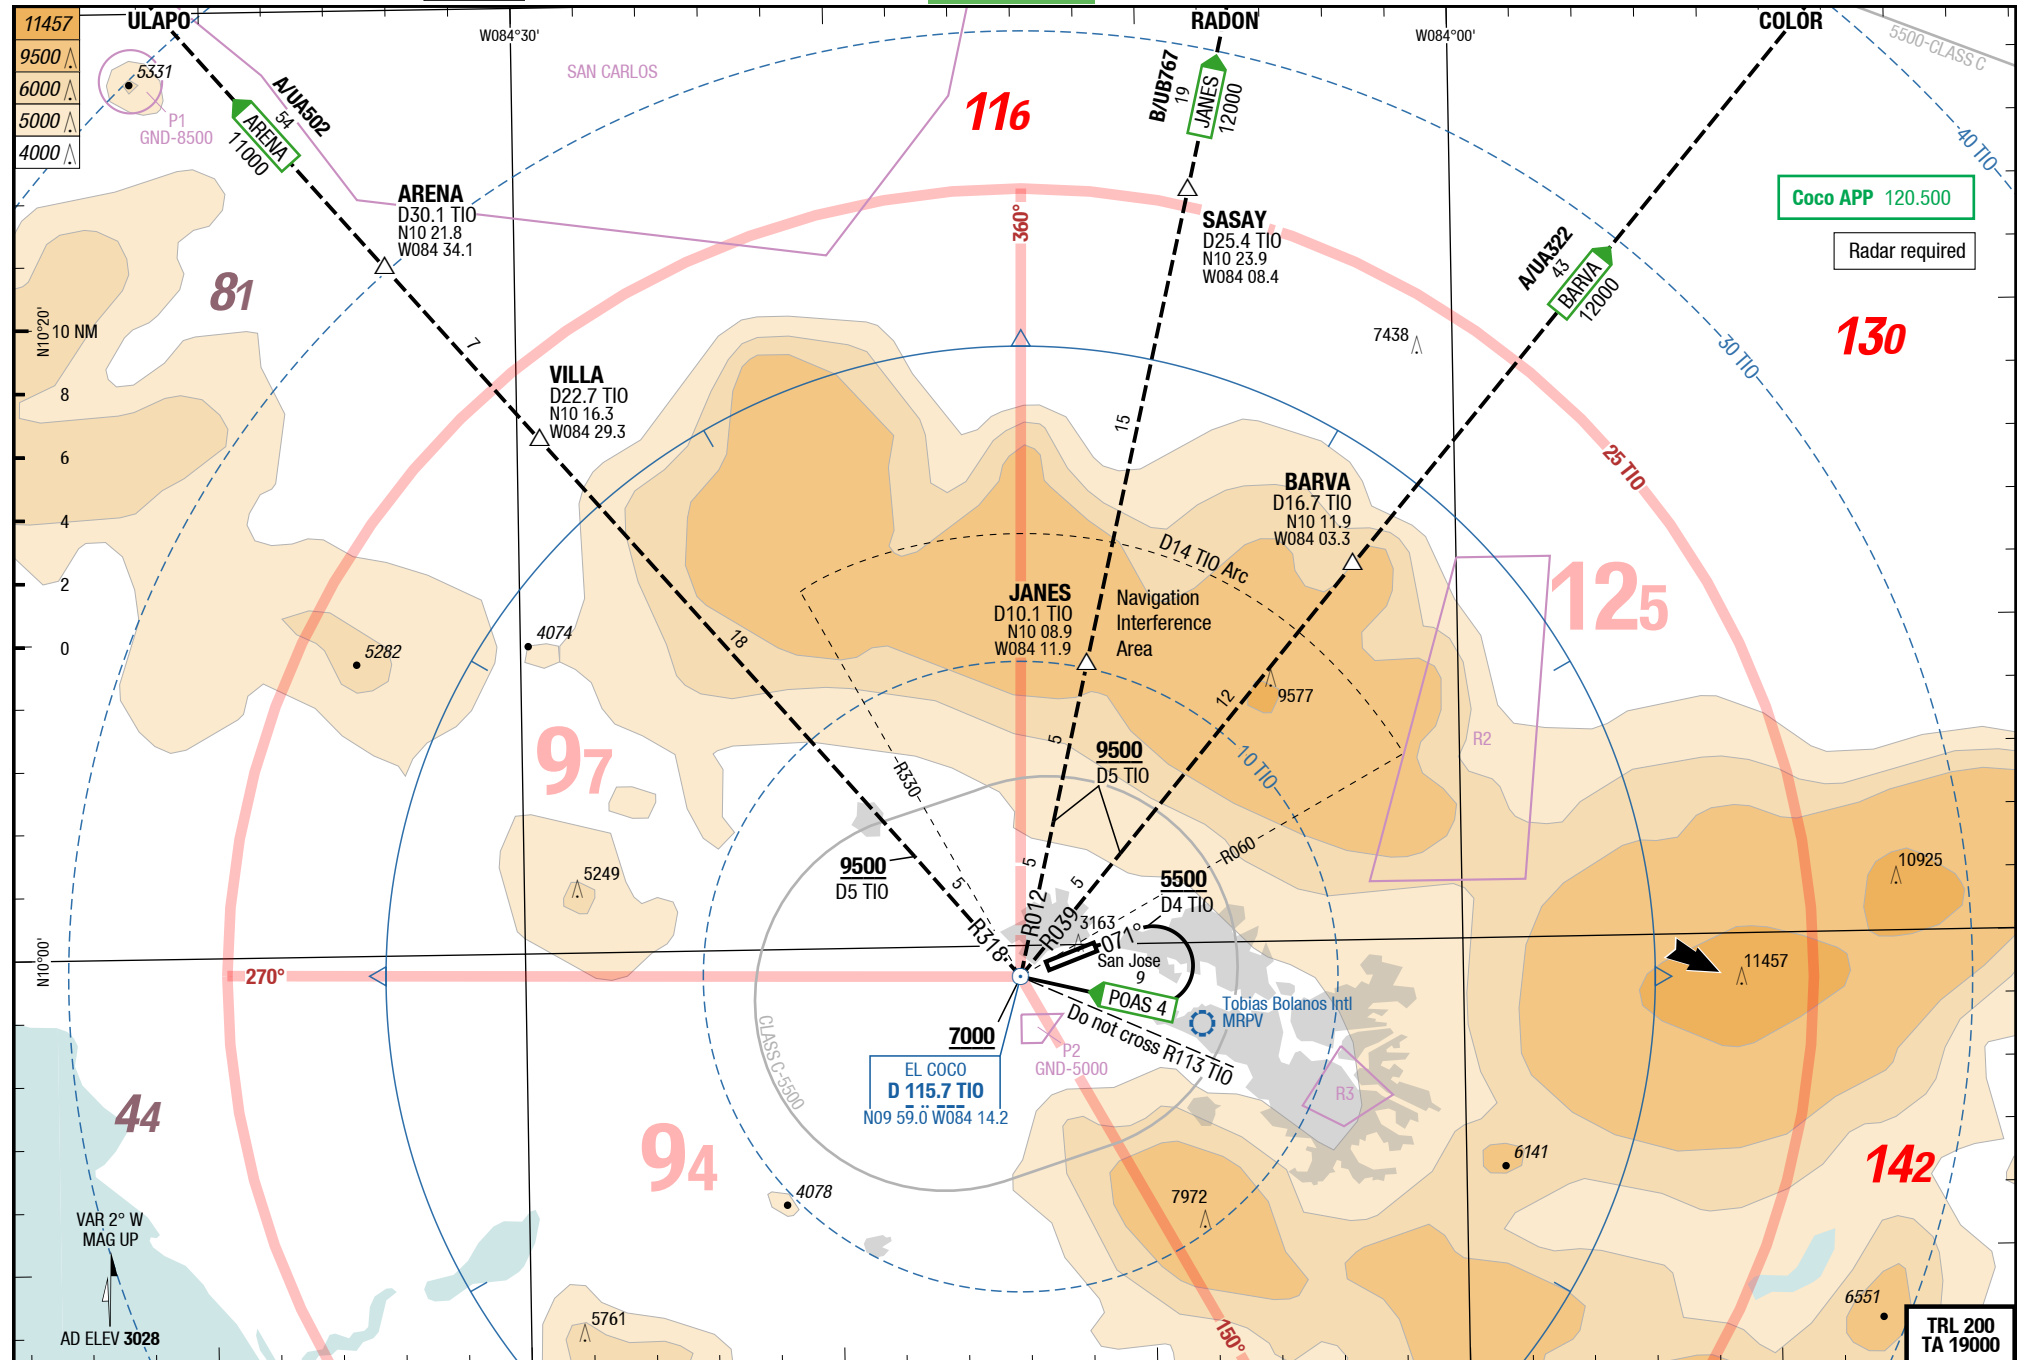 11457
9500
6000
5000
4000
ULAPO
W084°30'
RADON
W084°00'
COLOR
5500-CLASS C
5331
P1
GND-8500
SAN CARLOS
A/UA502
54
ARENA
11000
116
B/UB767
19
JANES
12000
40 TIO
Coco APP 120.500
Radar required
ARENA
D30.1 TIO
N10 21.8
W084 34.1
360°
SASAY
D25.4 TIO
N10 23.9
W084 08.4
A/UA322
43
BARVA
12000
81
N10°20'
10 NM
8
6
4
2
0
7
7438
30 TIO
130
VILLA
D22.7 TIO
N10 16.3
W084 29.3
15
25 TIO
BARVA
D16.7 TIO
N10 11.9
W084 03.3
D14 TIO Arc
JANES
D10.1 TIO
N10 08.9
W084 11.9
Navigation
Interference
Area
125
4074
5282
18
9577
12
97
5
9500
D5 TIO
10 TIO
R2
R330
9500
D5 TIO
5
5
5
R060
5249
5500
D4 TIO
10925
R318
R012
R039
3163
071°
San Jose
9
POAS 4
11457
N10°00'
270°
Tobias Bolanos Intl
MRPV
Do not cross R113 TIO
7000
P2
GND-5000
EL COCO
D 115.7 TIO
N09 59.0 W084 14.2
CLASS C-5500
R3
44
94
6141
142
4078
7972
VAR 2° W
MAG UP
AD ELEV 3028
5761
150°
6551
TRL 200
TA 19000